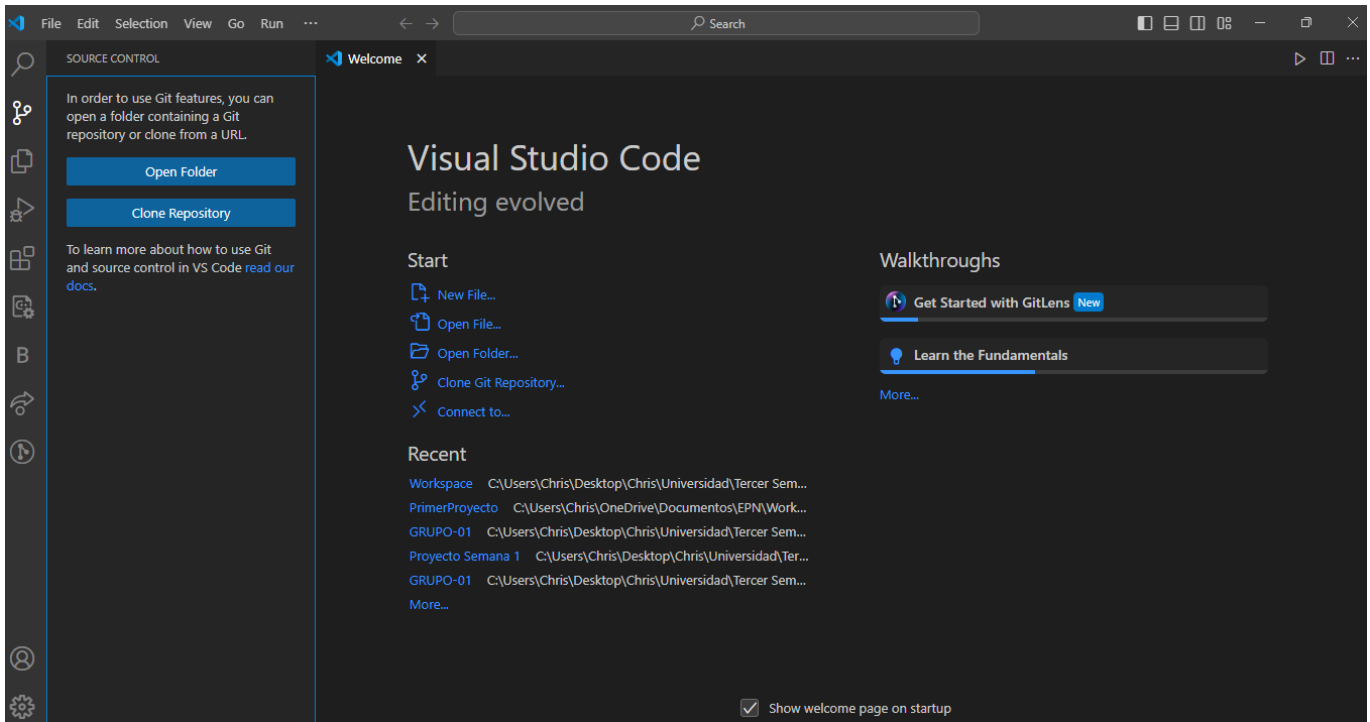 File Edit Selection View Go Run ···
Search
SOURCE CONTROL
Welcome
In order to use Git features, you can
open a folder containing a Git
repository or clone from a URL.
Open Folder
Clone Repository
To learn more about how to use Git
and source control in VS Code read our
docs.
Visual Studio Code
Editing evolved
Start
New File...
Open File...
Open Folder...
Clone Git Repository...
Connect to...
Recent
Workspace C:\Users\Chris\Desktop\Chris\Universidad\Tercer Sem...
PrimerProyecto C:\Users\Chris\OneDrive\Documentos\EPN\Work...
GRUPO-01 C:\Users\Chris\Desktop\Chris\Universidad\Tercer Sem...
Proyecto Semana 1 C:\Users\Chris\Desktop\Chris\Universidad\Ter...
GRUPO-01 C:\Users\Chris\Desktop\Chris\Universidad\Tercer Sem...
More...
Walkthroughs
Get Started with GitLens New
Learn the Fundamentals
More...
B
Show welcome page on startup